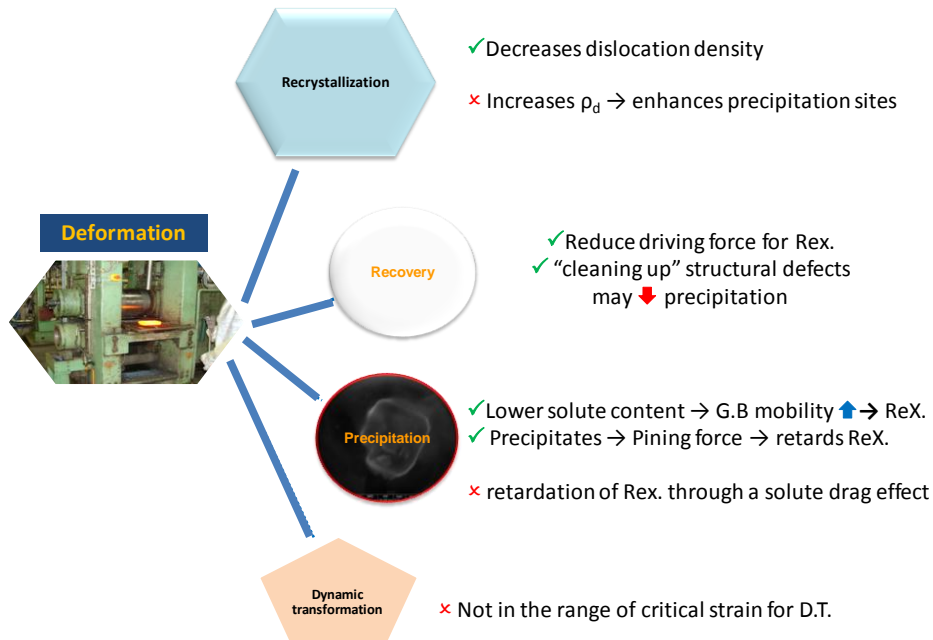 Recrystallization
✓Decreases dislocation density
× Increases ρd → enhances precipitation sites
Deformation
Recovery
✓Reduce driving force for Rex.
✓ “cleaning up” structural defects
may ⬇ precipitation
Precipitation
✓Lower solute content → G.B mobility ⬆→ ReX.
✓ Precipitates → Pining force → retards ReX.
× retardation of Rex. through a solute drag effect
Dynamic
transformation
× Not in the range of critical strain for D.T.